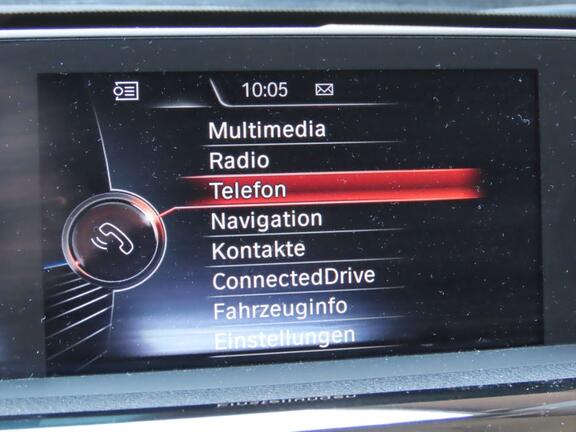 10:05
Multimedia
Radio
Telefon
Navigation
Kontakte
ConnectedDrive
Fahrzeuginfo
Einstellungen